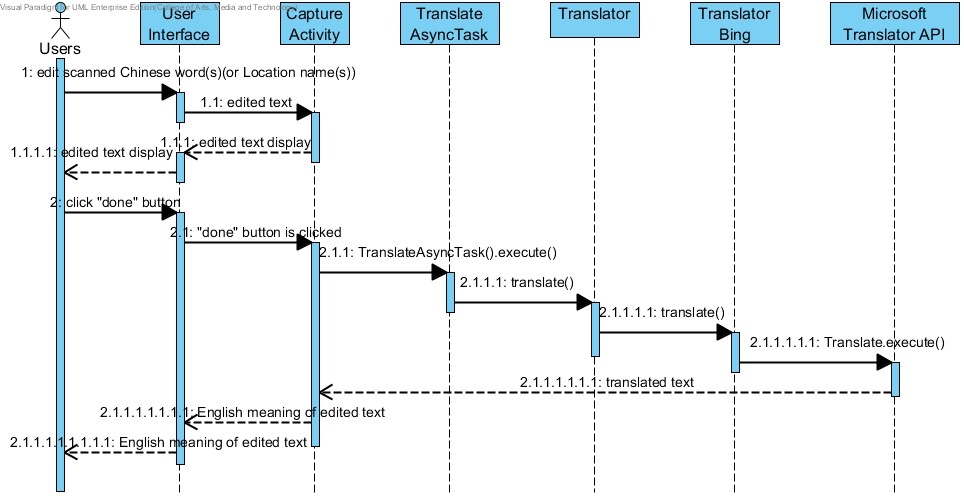 Visual Paradigm for UML Enterprise Edition(College of Arts, Media and Technology)
Users
User
Interface
Capture
Activity
Translate
AsyncTask
Translator
Translator
Bing
Microsoft
Translator API
1: edit scanned Chinese word(s)(or Location name(s))
1.1: edited text
1.1.1: edited text display
1.1.1.1: edited text display
2: click "done" button
2.1: "done" button is clicked
2.1.1: TranslateAsyncTask().execute()
2.1.1.1: translate()
2.1.1.1.1: translate()
2.1.1.1.1.1: Translate.execute()
2.1.1.1.1.1.1: translated text
2.1.1.1.1.1.1.1: English meaning of edited text
2.1.1.1.1.1.1.1.1: English meaning of edited text